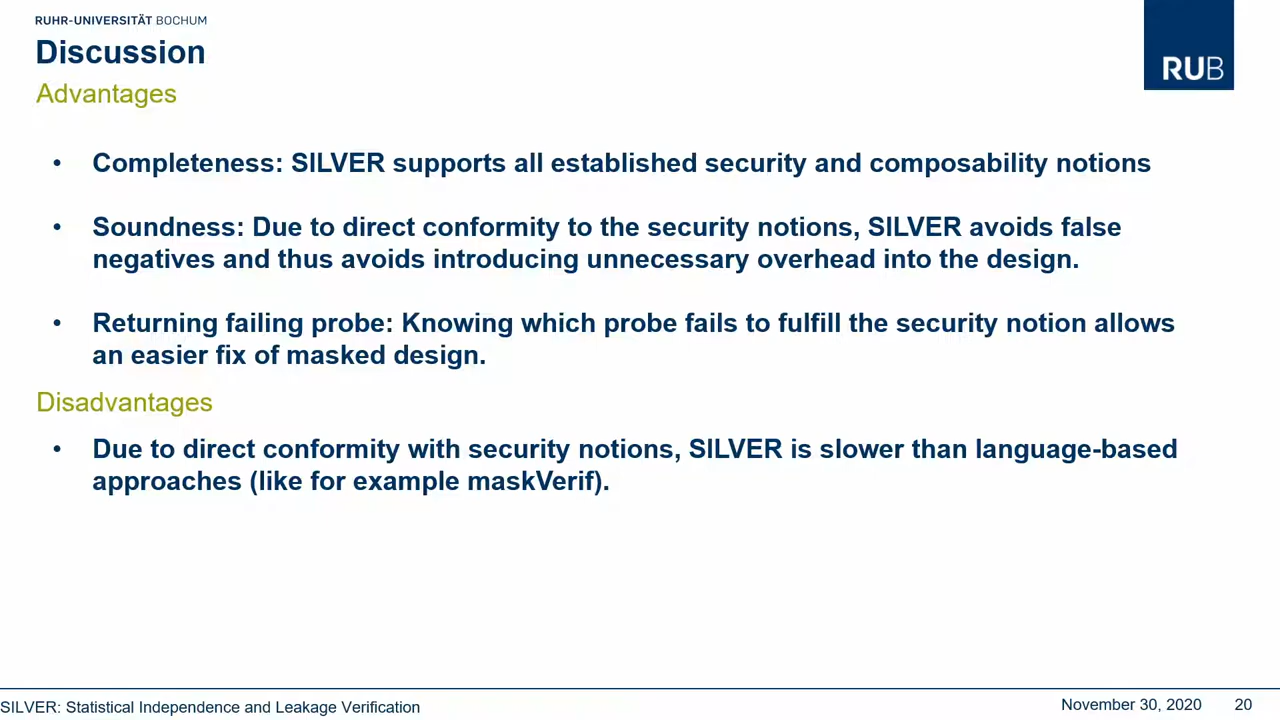 RUHR-UNIVERSITÄT BOCHUM
Discussion
RUB
Advantages
• Completeness: SILVER supports all established security and composability notions
• Soundness: Due to direct conformity to the security notions, SILVER avoids false
negatives and thus avoids introducing unnecessary overhead into the design.
• Returning failing probe: Knowing which probe fails to fulfill the security notion allows
an easier fix of masked design.
Disadvantages
• Due to direct conformity with security notions, SILVER is slower than language-based
approaches (like for example maskVerif).
SILVER: Statistical Independence and Leakage Verification
November 30, 2020 20